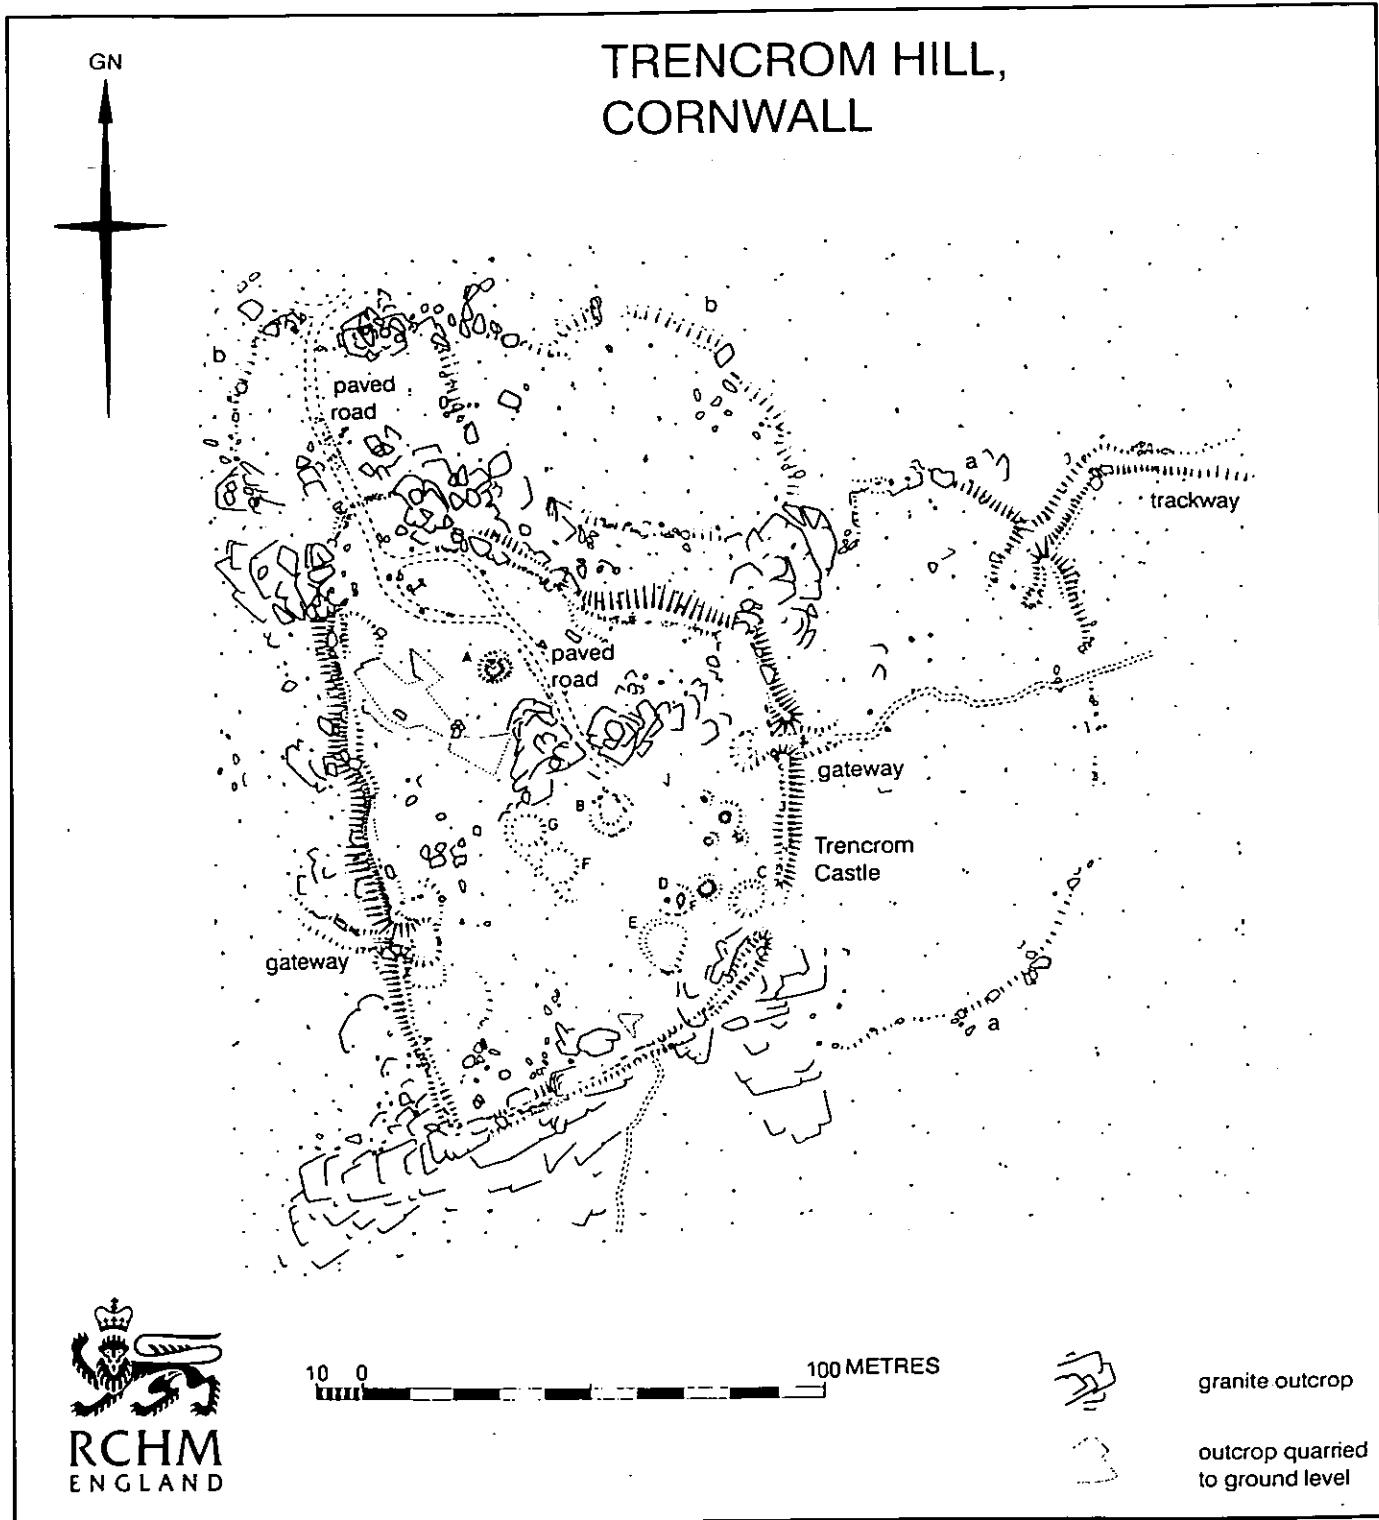 GN
TRENCROM HILL,
CORNWALL
b
b
paved
road
a
trackway
A
paved
road
gateway
B
G
F
Trencrom
Castle
C
D
E
gateway
a
10 0 100 METRES
granite outcrop
outcrop quarried
to ground level
RCHM
ENGLAND